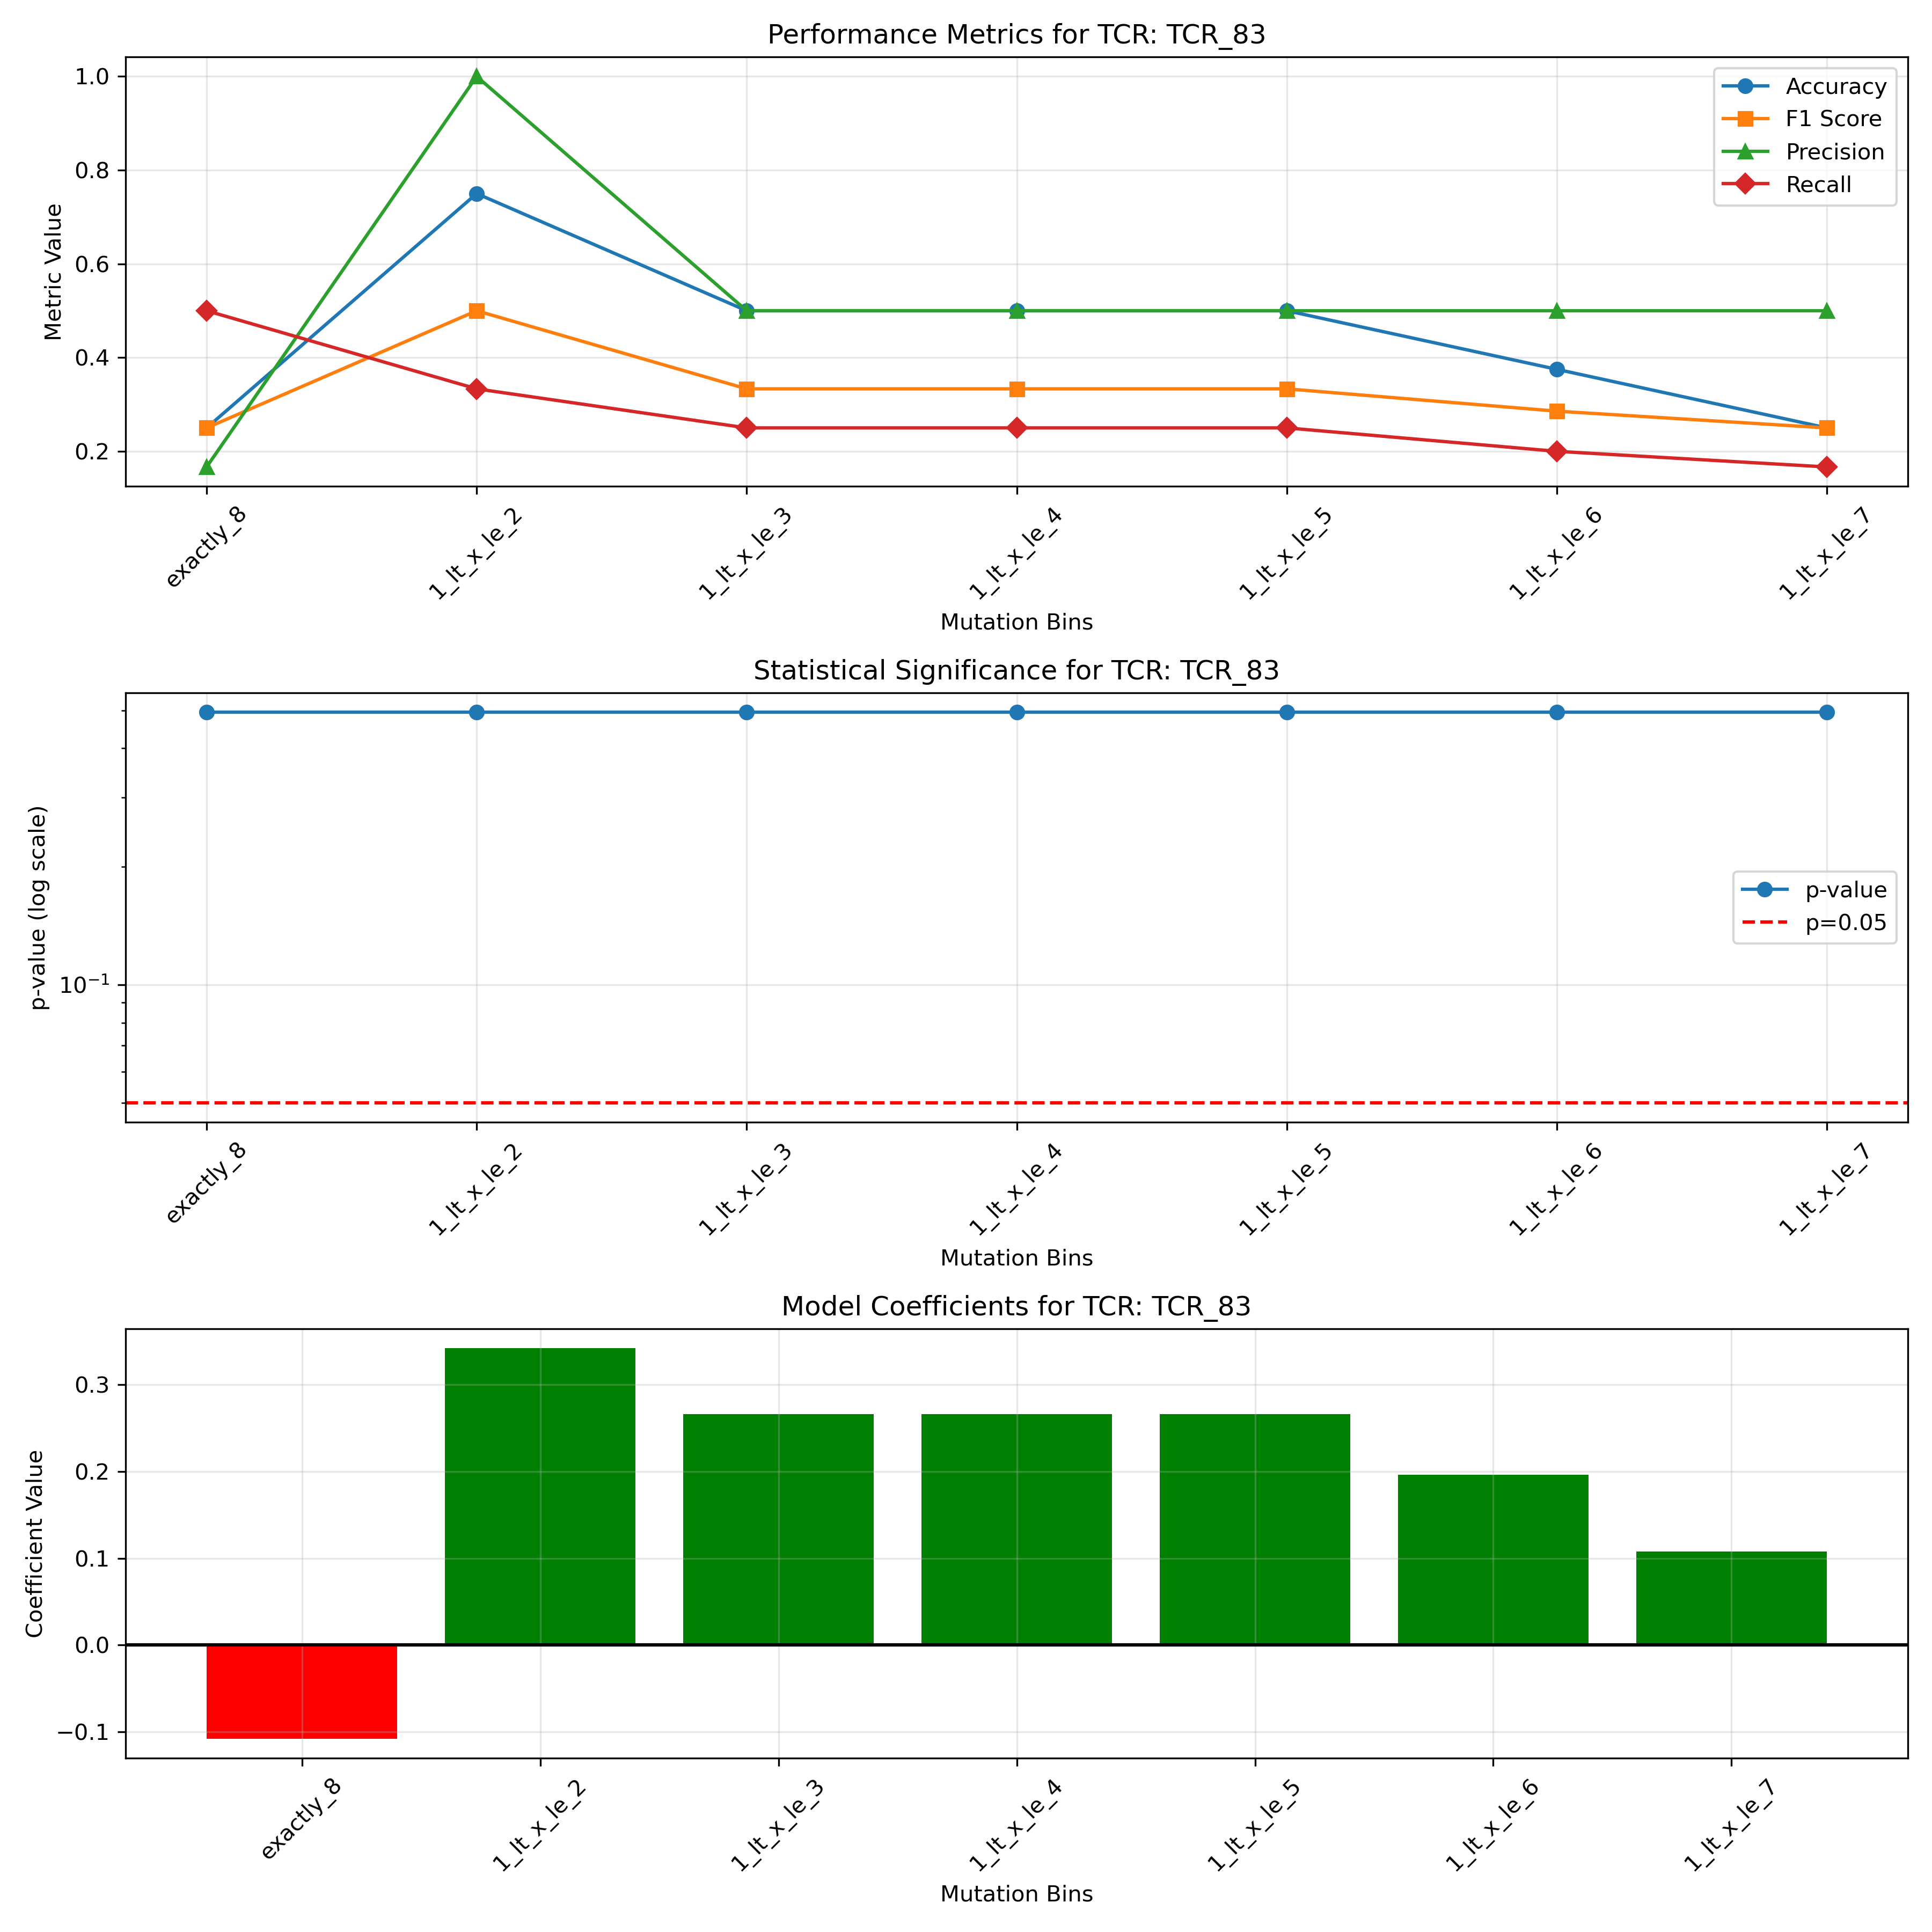 Performance Metrics for TCR: TCR_83
Metric Value
1.0
0.8
0.6
0.4
0.2
Accuracy
F1 Score
Precision
Recall
exactly_8
1_lt_x_le_2
1_lt_x_le_3
1_lt_x_le_4
1_lt_x_le_5
1_lt_x_le_6
1_lt_x_le_7
Mutation Bins
Statistical Significance for TCR: TCR_83
p-value (log scale)
10⁻¹
p-value
p=0.05
exactly_8
1_lt_x_le_2
1_lt_x_le_3
1_lt_x_le_4
1_lt_x_le_5
1_lt_x_le_6
1_lt_x_le_7
Mutation Bins
Model Coefficients for TCR: TCR_83
Coefficient Value
0.3
0.2
0.1
0.0
−0.1
exactly_8
1_lt_x_le_2
1_lt_x_le_3
1_lt_x_le_4
1_lt_x_le_5
1_lt_x_le_6
1_lt_x_le_7
Mutation Bins